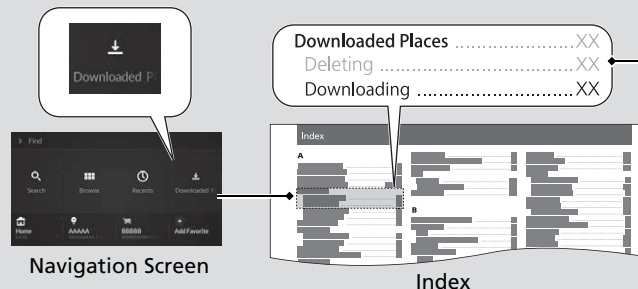 Downloaded P
Downloaded Places XX
Deleting XX
Downloading XX
Find
Search
Browse
Recents
Downloaded P
Home
AAAAA
BBBBB
Add Favorite
Navigation Screen
Index
A
B
Index